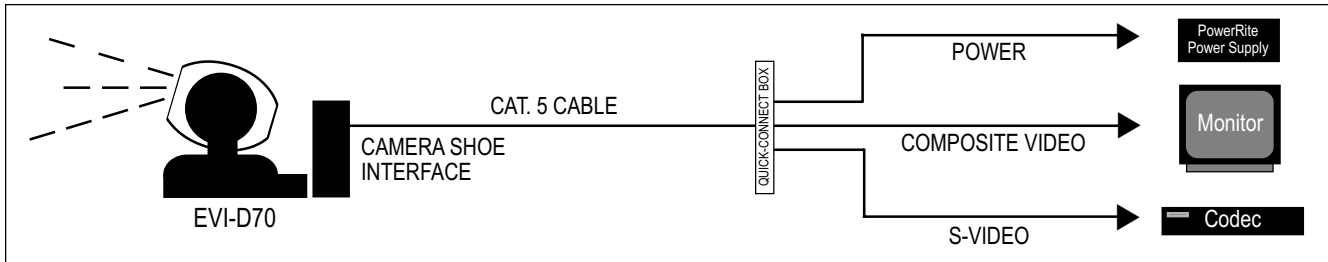 EVI-D70
CAMERA SHOE
INTERFACE
CAT. 5 CABLE
QUICK-CONNECT BOX
POWER
COMPOSITE VIDEO
S-VIDEO
PowerRite
Power Supply
Monitor
Codec